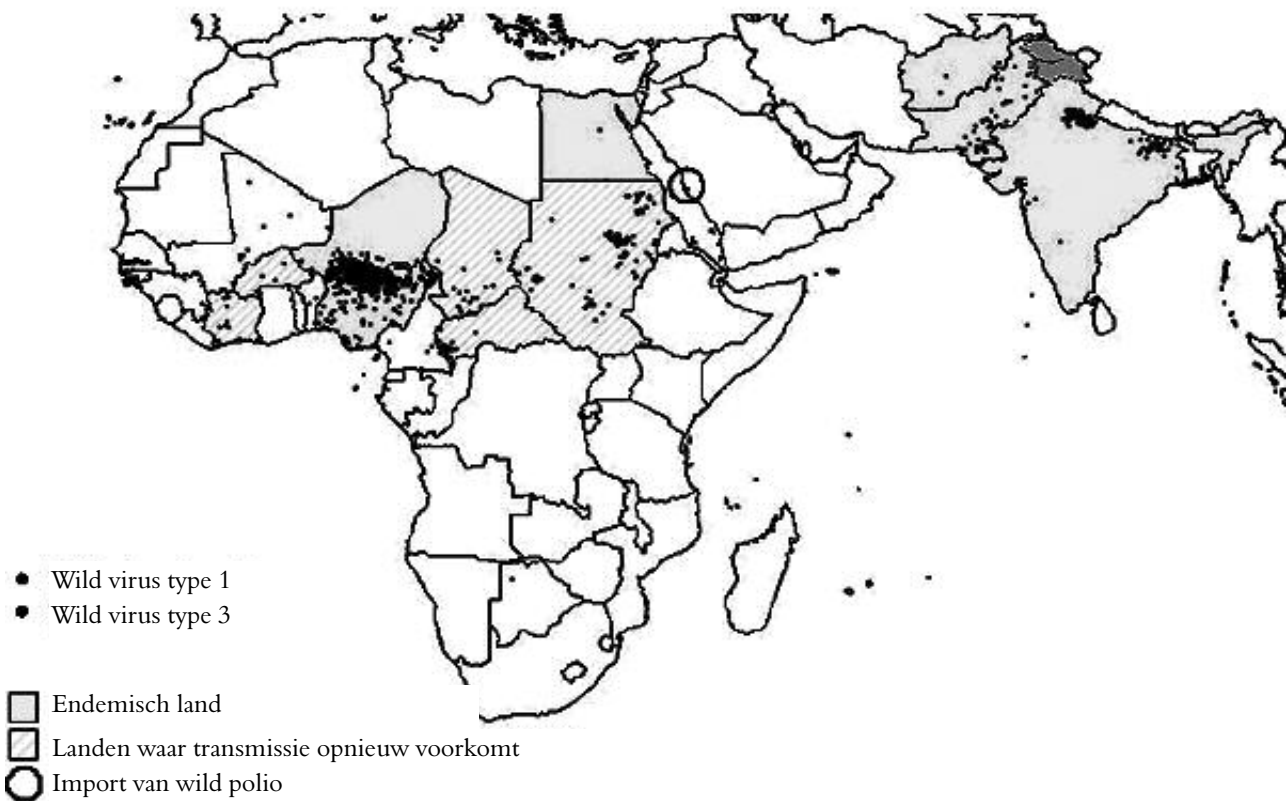 Wild virus type 1
Wild virus type 3
Endemisch land
Landen waar transmissie opnieuw voorkomt
Import van wild polio